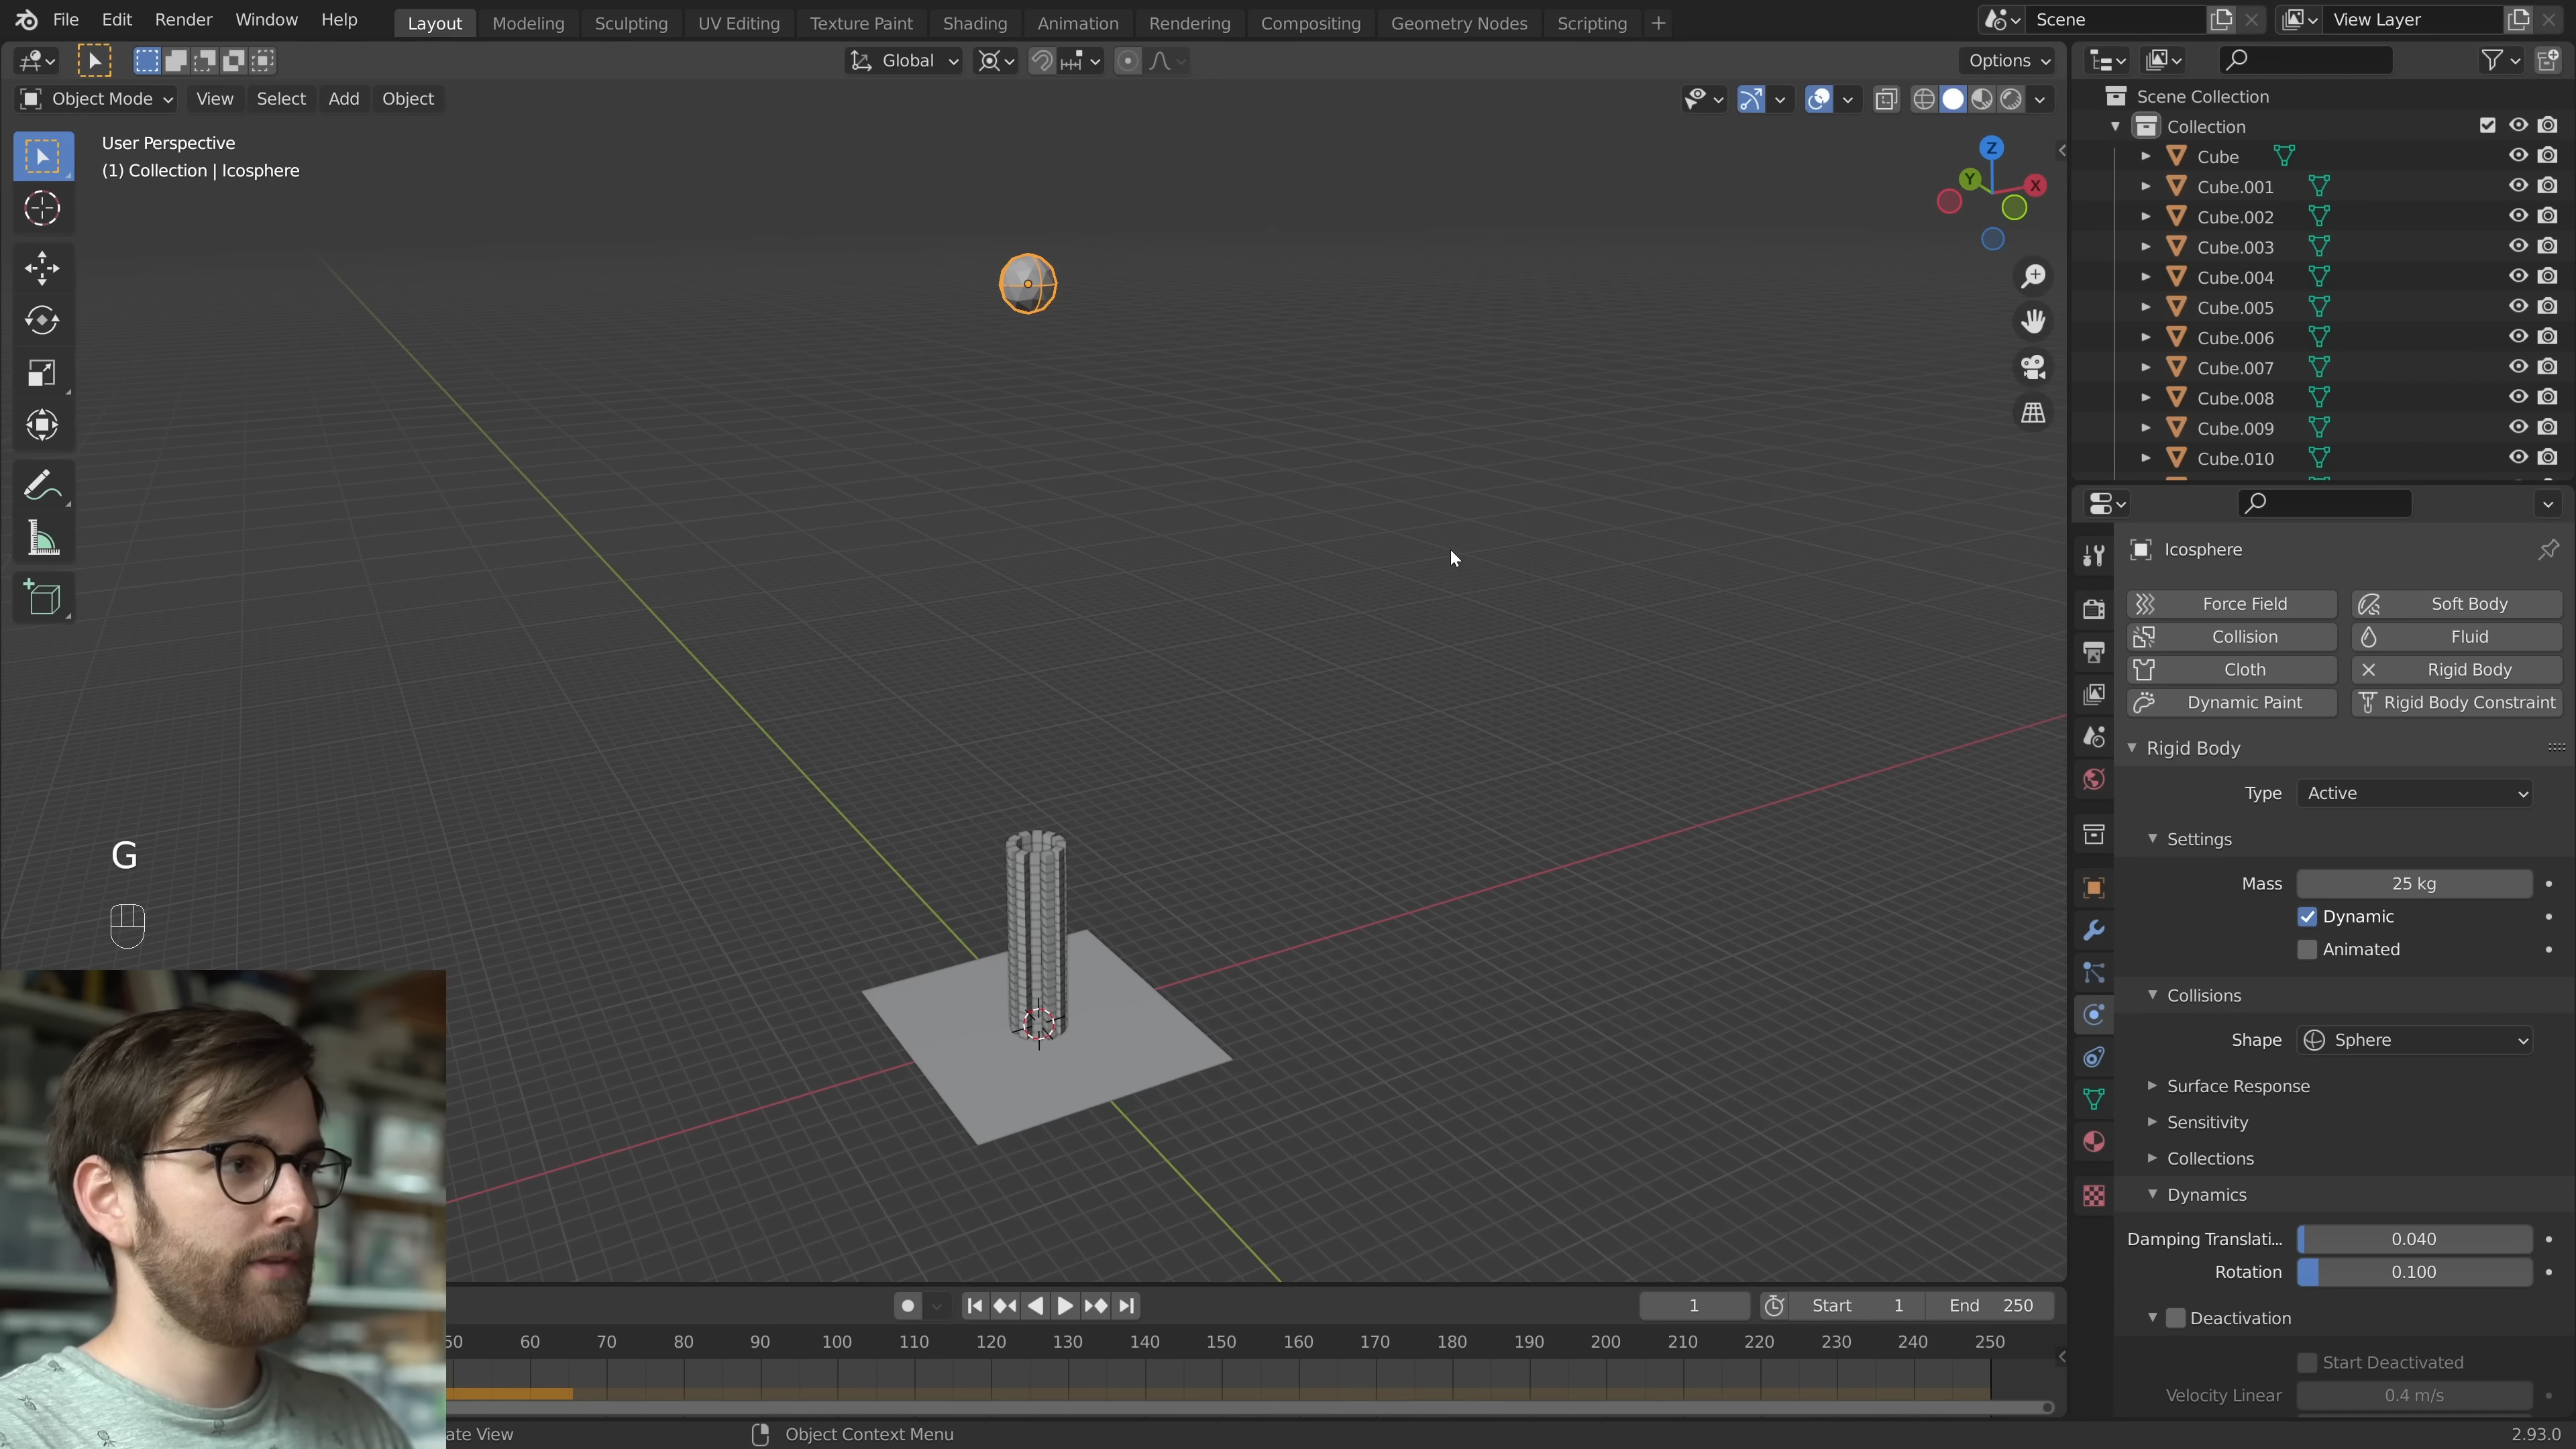 File Edit Render Window Help
Layout Modeling Sculpting UV Editing Texture Paint Shading Animation Rendering Compositing Geometry Nodes Scripting
Scene
View Layer
Global
Options
Object Mode View Select Add Object
User Perspective
(1) Collection | Icosphere
Z
Y
X
G
Scene Collection
Collection
Cube
Cube.001
Cube.002
Cube.003
Cube.004
Cube.005
Cube.006
Cube.007
Cube.008
Cube.009
Cube.010
Icosphere
Force Field Soft Body
Collision Fluid
Cloth Rigid Body
Dynamic Paint Rigid Body Constraint
Rigid Body
Type Active
Settings
Mass 25 kg
Dynamic
Animated
Collisions
Shape Sphere
Surface Response
Sensitivity
Collections
Dynamics
Damping Translati... 0.040
Rotation 0.100
Deactivation
Start Deactivated
Velocity Linear 0.4 m/s
1 Start 1 End 250
50 60 70 80 90 100 110 120 130 140 150 160 170 180 190 200 210 220 230 240 250
ate View Object Context Menu 2.93.0